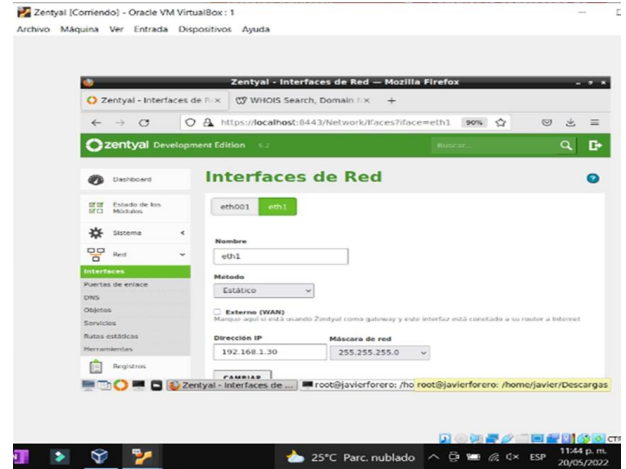 Zentyal [Corriendo] - Oracle VM VirtualBox : 1
Archivo Máquina Ver Entrada Dispositivos Ayuda
Zentyal - Interfaces de Red — Mozilla Firefox
Zentyal - Interfaces de R × WHOIS Search, Domain N × +
https://localhost:8443/Network/Ifaces?iface=eth1 90%
zentyal Development Edition 6.2
Buscar...
Dashboard
Interfaces de Red
Estado de los
Módulos
eth001 eth1
Sistema
Nombre
Red
eth1
Interfaces
Método
Puertas de enlace
Estático
DNS
Objetos
Externo (WAN)
Servicios
Marque aquí si está usando Zentyal como gateway y este interfaz está conetado a su router a Internet
Rutas estáticas
Dirección IP Máscara de red
Herramientas
192.168.1.30 255.255.255.0
Registros
CAMBIAR
Zentyal - Interfaces de ... root@javierforero: /ho root@javierforero: /home/javier/Descargas
25°C Parc. nublado ESP 11:44 p. m.
20/05/2022